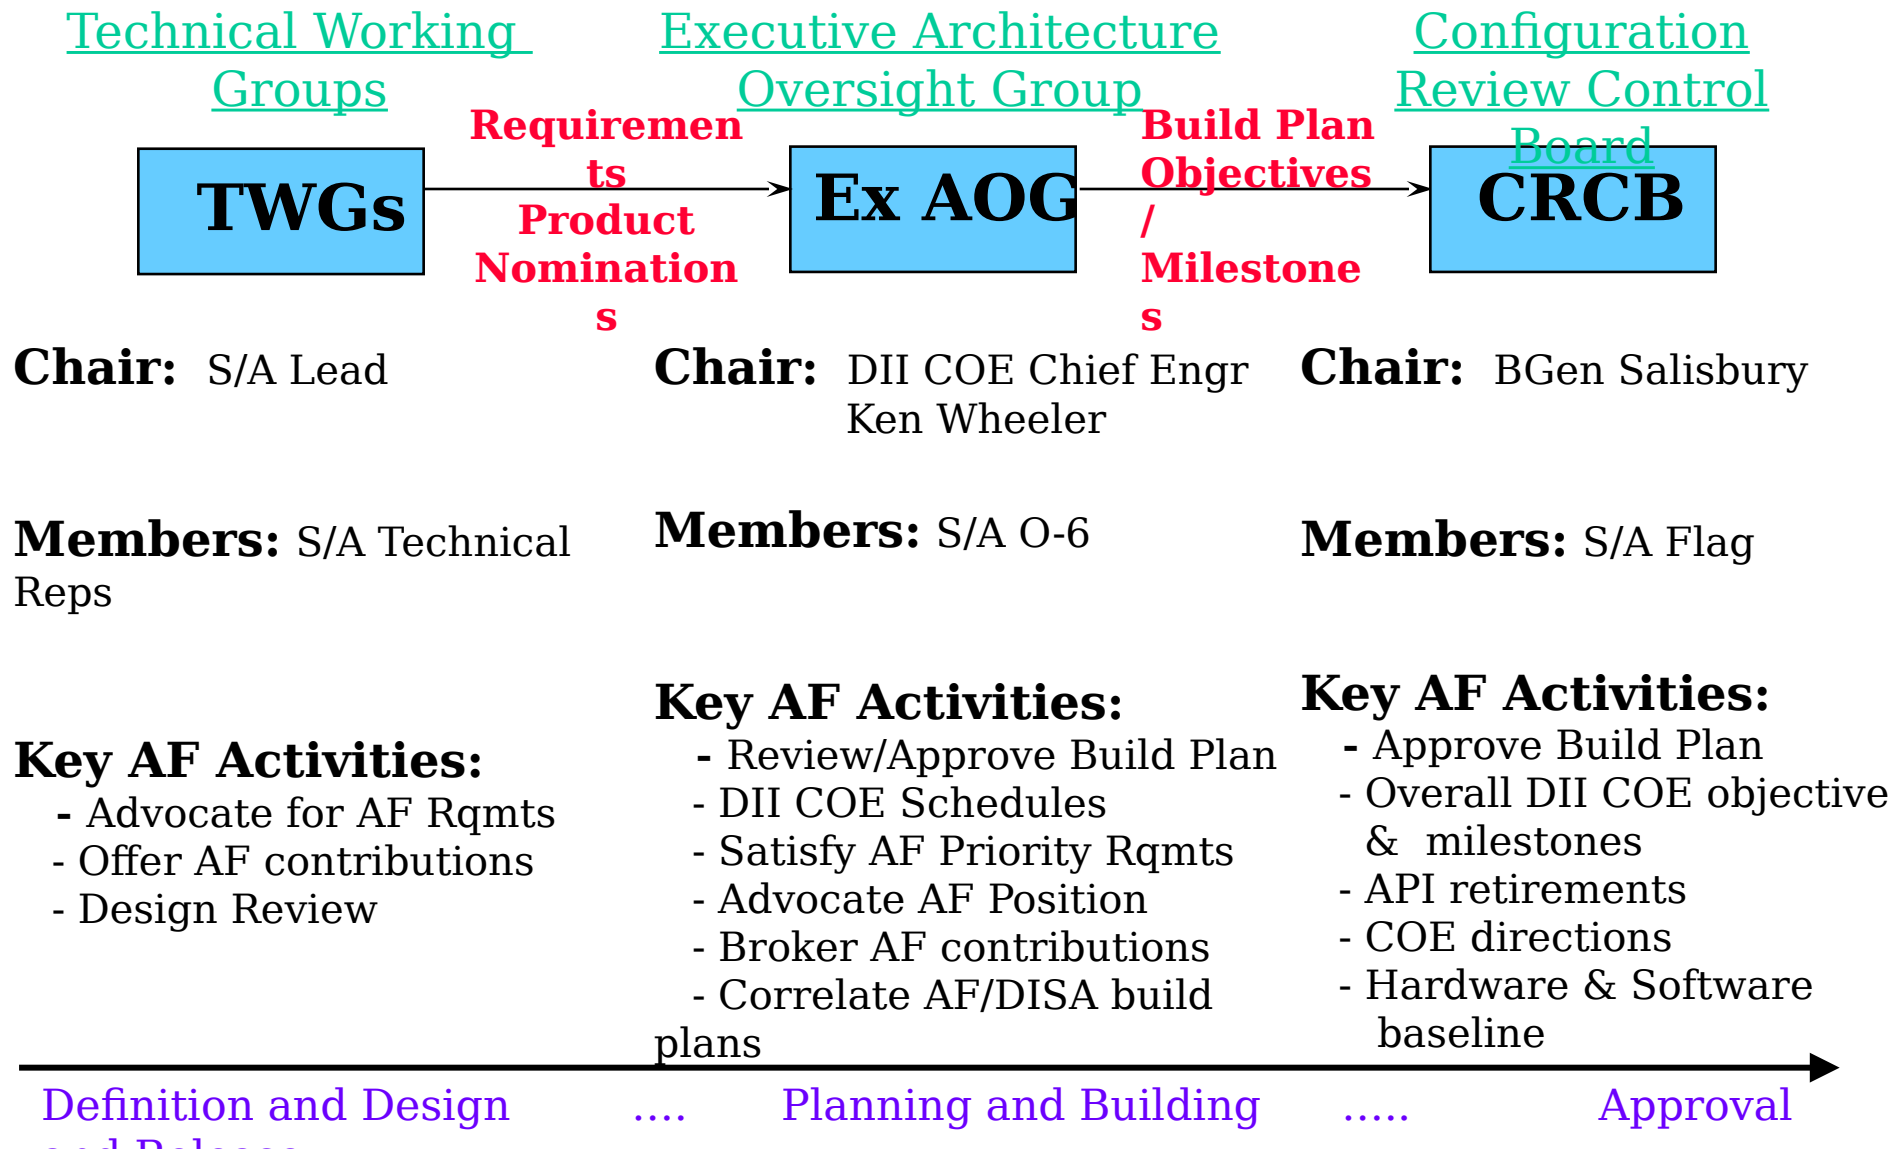 Technical Working
Groups
Executive Architecture
Oversight Group
Configuration
Review Control
Board
TWGs
Requiremen
ts
Product
Nomination
s
Ex AOG
Build Plan
Objectives
/
Milestone
s
CRCB
Chair: S/A Lead
Members: S/A Technical
Reps
Key AF Activities:
- Advocate for AF Rqmts
- Offer AF contributions
- Design Review
Chair: DII COE Chief Engr
Ken Wheeler
Members: S/A O-6
Key AF Activities:
- Review/Approve Build Plan
- DII COE Schedules
- Satisfy AF Priority Rqmts
- Advocate AF Position
- Broker AF contributions
- Correlate AF/DISA build
plans
Chair: BGen Salisbury
Members: S/A Flag
Key AF Activities:
- Approve Build Plan
- Overall DII COE objective
& milestones
- API retirements
- COE directions
- Hardware & Software
baseline
Definition and Design .... Planning and Building ..... Approval
and Release